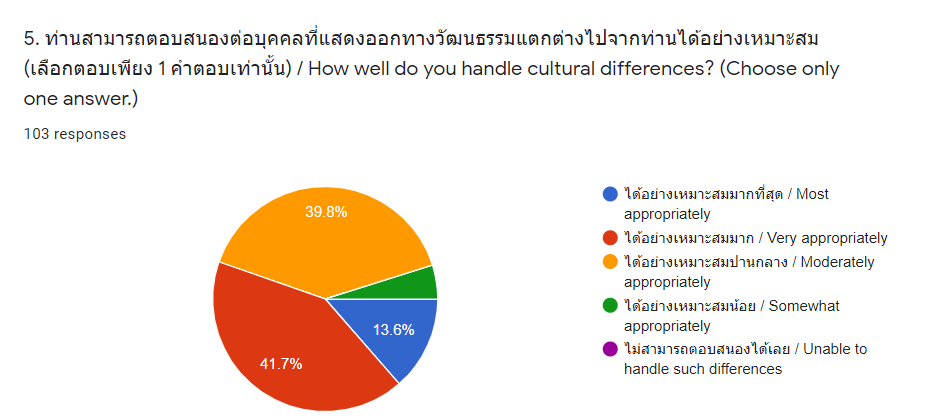 5. ท่านสามารถตอบสนองต่อบุคคลที่แสดงออกทางวัฒนธรรมแตกต่างไปจากท่านได้อย่างเหมาะสม
(เลือกตอบเพียง 1 คำตอบเท่านั้น) / How well do you handle cultural differences? (Choose only
one answer.)
103 responses
39.8%
13.6%
41.7%
ได้อย่างเหมาะสมมากที่สุด / Most
appropriately
ได้อย่างเหมาะสมมาก / Very appropriately
ได้อย่างเหมาะสมปานกลาง / Moderately
appropriately
ได้อย่างเหมาะสมน้อย / Somewhat
appropriately
ไม่สามารถตอบสนองได้เลย / Unable to
handle such differences